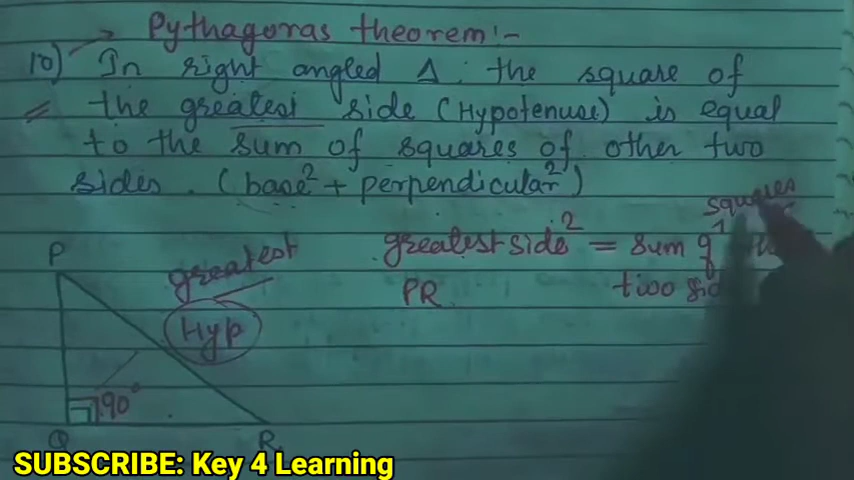 Pythagoras theorem:-
10) In right angled Δ. the square of
the greatest side (Hypotenuse) is equal
to the sum of squares of other two
sides. (base² + perpendicular²)
squares
greatest side² = sum of
PR two
P
greatest
Hyp
90°
Q R
SUBSCRIBE: Key 4 Learning